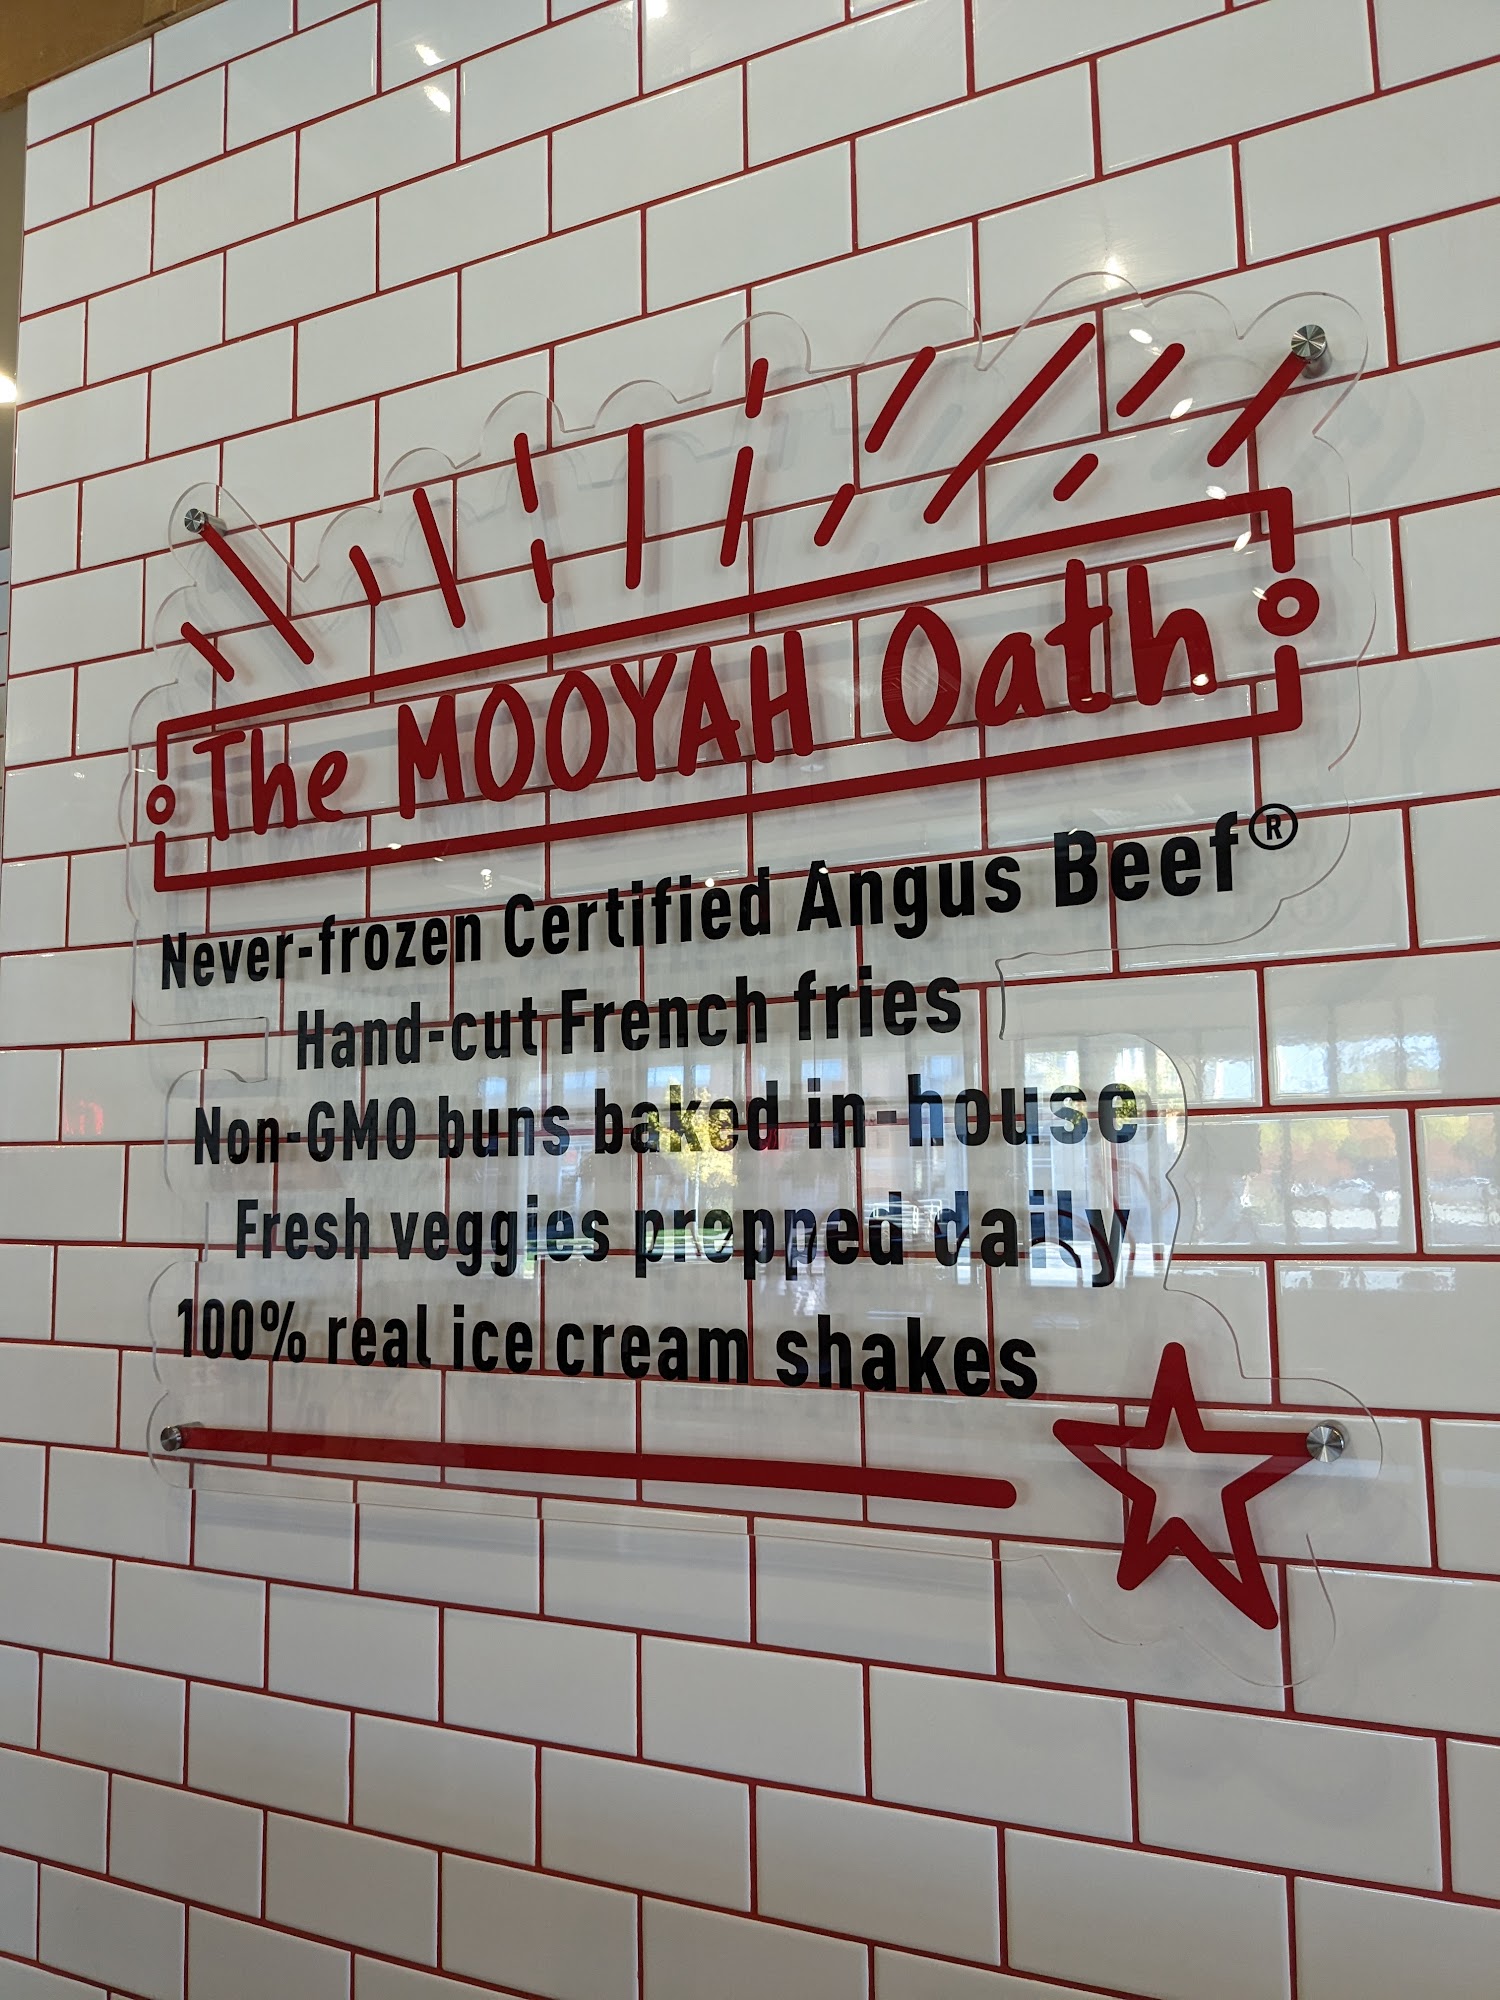 The MOOYAH Oath
Never-frozen Certified Angus Beef®
Hand-cut French fries
Non-GMO buns baked in-house
Fresh veggies prepped daily
100% real ice cream shakes